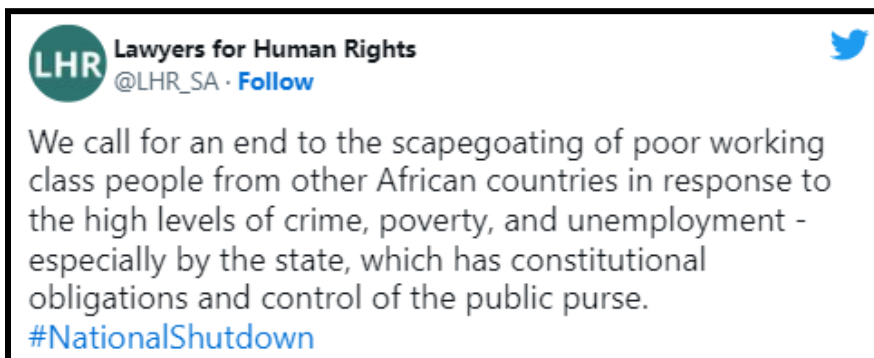 LHR
Lawyers for Human Rights
@LHR_SA · Follow
We call for an end to the scapegoating of poor working
class people from other African countries in response to
the high levels of crime, poverty, and unemployment -
especially by the state, which has constitutional
obligations and control of the public purse.
#NationalShutdown